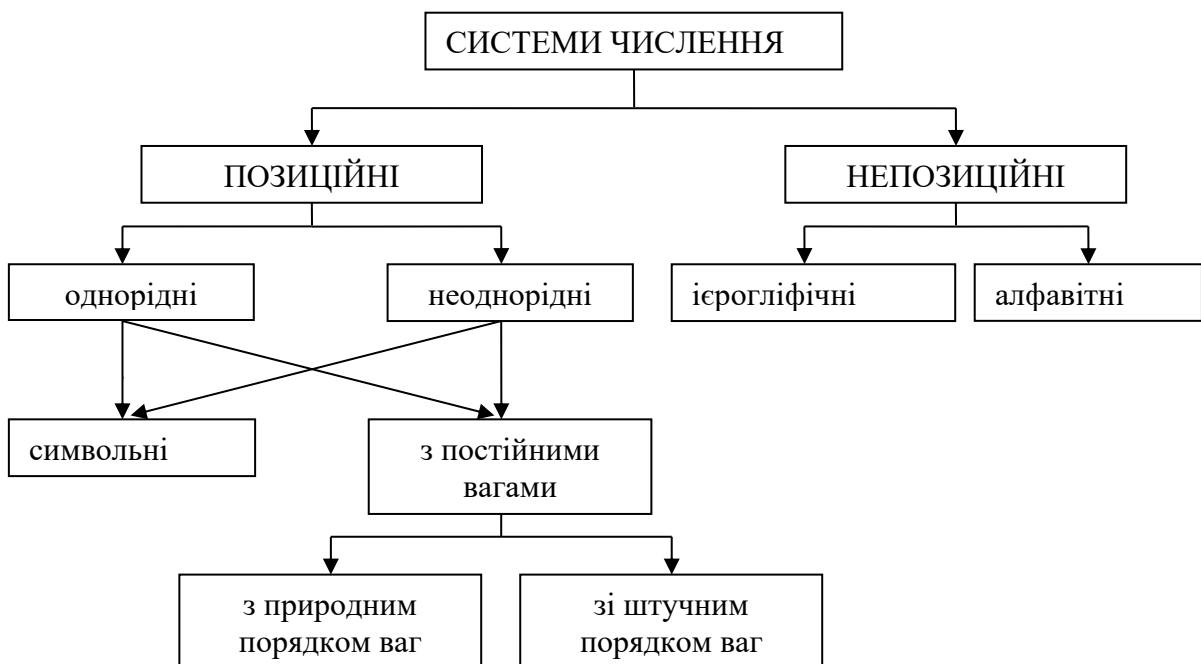 СИСТЕМИ ЧИСЛЕННЯ
ПОЗИЦІЙНІ
НЕПОЗИЦІЙНІ
однорідні
неоднорідні
ієрогліфічні
алфавітні
символьні
з постійними
вагами
з природним
порядком ваг
зі штучним
порядком ваг